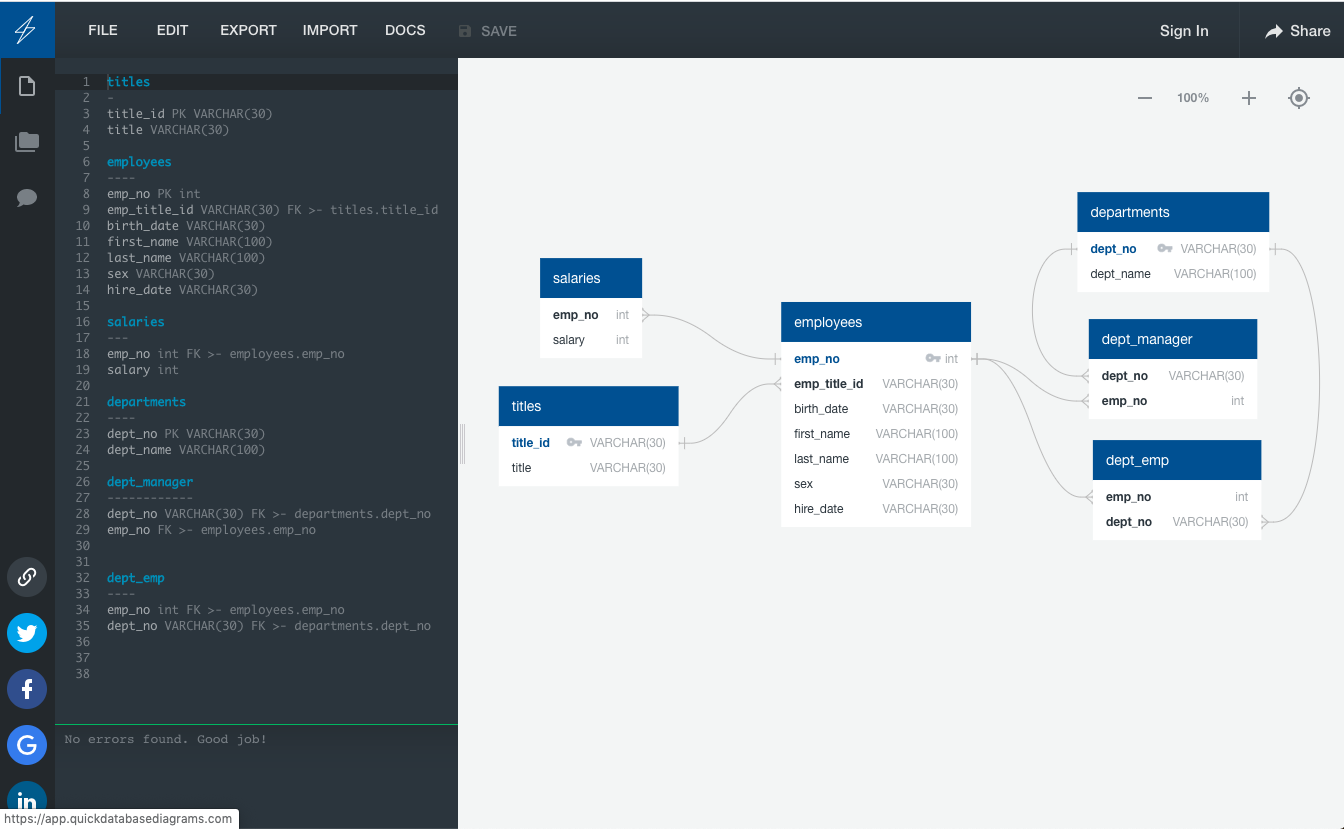 FILE EDIT EXPORT IMPORT DOCS SAVE Sign In Share
1 titles
2 -
3 title_id PK VARCHAR(30)
4 title VARCHAR(30)
5
6 employees
7 ----
8 emp_no PK int
9 emp_title_id VARCHAR(30) FK >- titles.title_id
10 birth_date VARCHAR(30)
11 first_name VARCHAR(100)
12 last_name VARCHAR(100)
13 sex VARCHAR(30)
14 hire_date VARCHAR(30)
15
16 salaries
17 ---
18 emp_no int FK >- employees.emp_no
19 salary int
20
21 departments
22 ----
23 dept_no PK VARCHAR(30)
24 dept_name VARCHAR(100)
25
26 dept_manager
27 ------------
28 dept_no VARCHAR(30) FK >- departments.dept_no
29 emp_no FK >- employees.emp_no
30
31
32 dept_emp
33 ----
34 emp_no int FK >- employees.emp_no
35 dept_no VARCHAR(30) FK >- departments.dept_no
36
37
38
No errors found. Good job!
G
in
https://app.quickdatabasediagrams.com
100%
salaries
emp_no int
salary int
titles
title_id VARCHAR(30)
title VARCHAR(30)
employees
emp_no int
emp_title_id VARCHAR(30)
birth_date VARCHAR(30)
first_name VARCHAR(100)
last_name VARCHAR(100)
sex VARCHAR(30)
hire_date VARCHAR(30)
departments
dept_no VARCHAR(30)
dept_name VARCHAR(100)
dept_manager
dept_no VARCHAR(30)
emp_no int
dept_emp
emp_no int
dept_no VARCHAR(30)